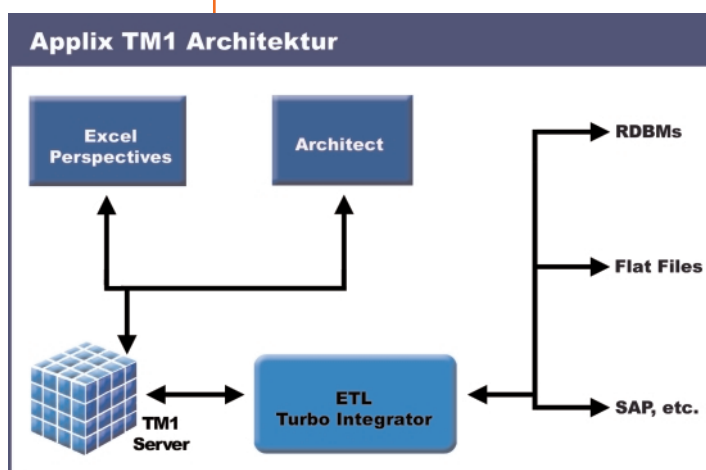 Applix TM1 Architektur
Excel
Perspectives
Architect
RDBMs
Flat Files
SAP, etc.
ETL
Turbo Integrator
TM1
Server